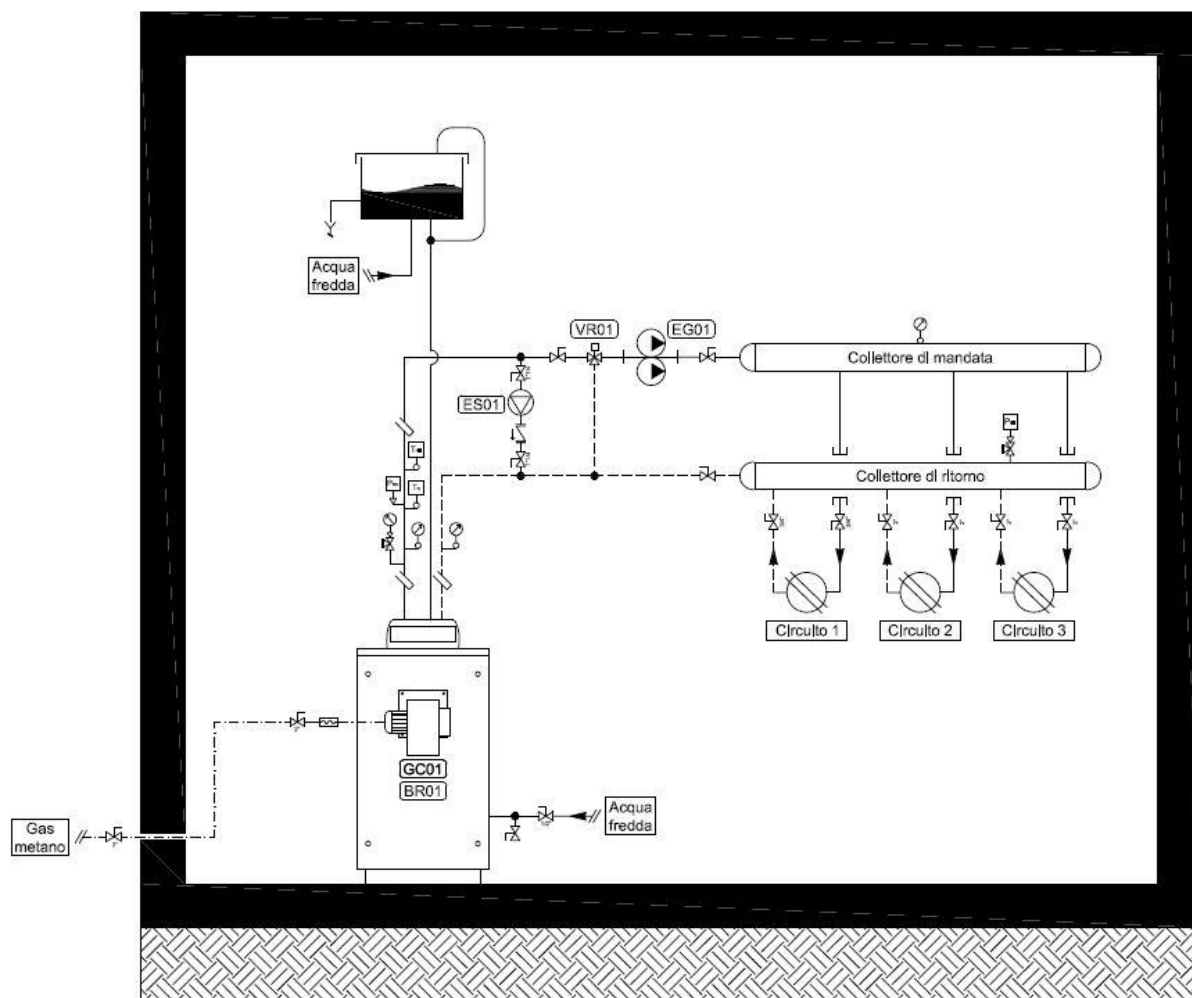 Acqua
fredda
VR01
EG01
Collettore di mandata
ES01
Collettore di ritorno
Circuito 1
Circuito 2
Circuito 3
GC01
BR01
Acqua
fredda
Gas
metano